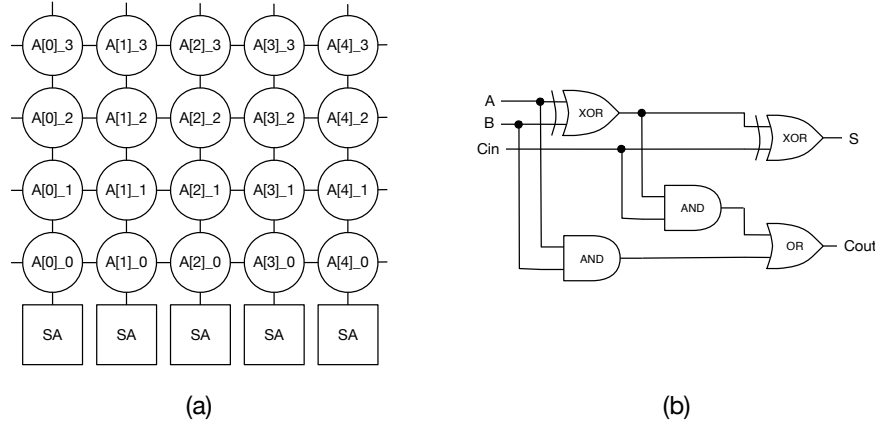 A[0]_3 A[1]_3 A[2]_3 A[3]_3 A[4]_3
A[0]_2 A[1]_2 A[2]_2 A[3]_2 A[4]_2
A[0]_1 A[1]_1 A[2]_1 A[3]_1 A[4]_1
A[0]_0 A[1]_0 A[2]_0 A[3]_0 A[4]_0
SA SA SA SA SA
(a)
A
B
Cin
XOR
XOR
S
AND
AND
OR
Cout
(b)